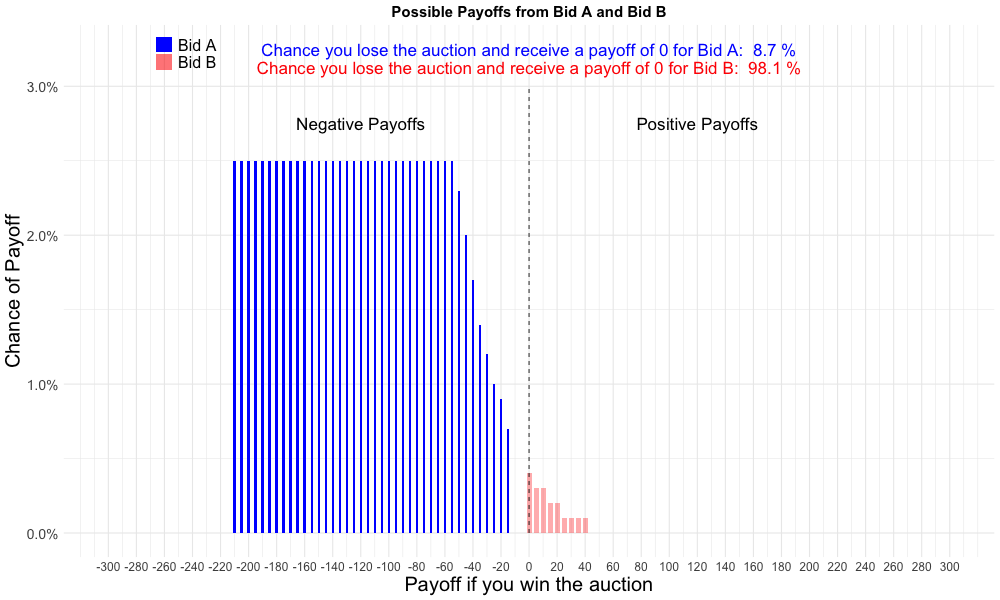 Possible Payoffs from Bid A and Bid B
Bid A
Bid B
Chance you lose the auction and receive a payoff of 0 for Bid A:  8.7 %
Chance you lose the auction and receive a payoff of 0 for Bid B:  98.1 %
Negative Payoffs
Positive Payoffs
Chance of Payoff
3.0%
2.0%
1.0%
0.0%
-300 -280 -260 -240 -220 -200 -180 -160 -140 -120 -100 -80 -60 -40 -20 0 20 40 60 80 100 120 140 160 180 200 220 240 260 280 300
Payoff if you win the auction